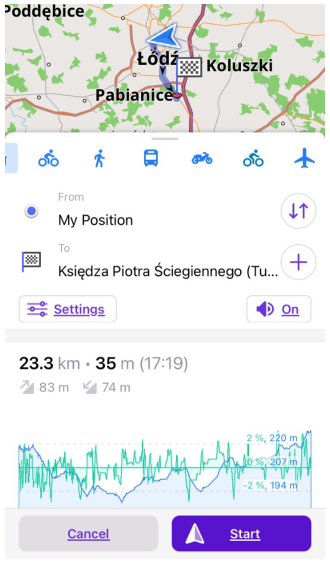 Poddębice
Łódź
Koluszki
Pabianice
From
My Position
To
Księdza Piotra Ściegiennego (Tu...
Settings
On
23.3 km • 35 m (17:19)
83 m 74 m
2 %, 220 m
0 %, 207 m
-2 %, 194 m
Cancel
Start